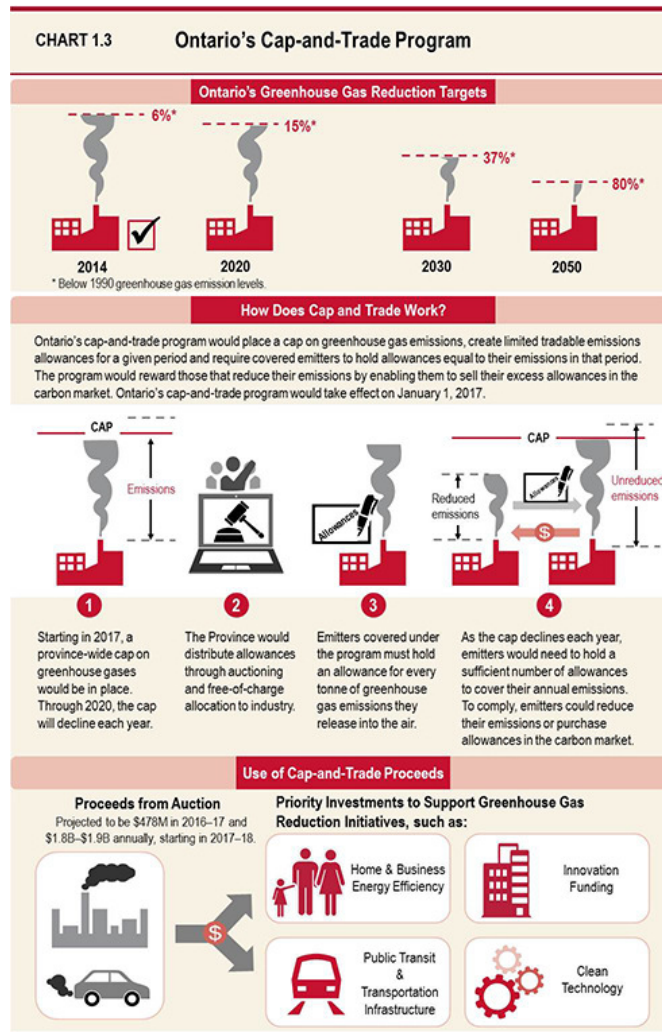 CHART 1.3 Ontario's Cap-and-Trade Program
Ontario's Greenhouse Gas Reduction Targets
6%*
15%*
37%*
80%*
2014
2020
2030
2050
* Below 1990 greenhouse gas emission levels.
How Does Cap and Trade Work?
Ontario's cap-and-trade program would place a cap on greenhouse gas emissions, create limited tradable emissions
allowances for a given period and require covered emitters to hold allowances equal to their emissions in that period.
The program would reward those that reduce their emissions by enabling them to sell their excess allowances in the
carbon market. Ontario's cap-and-trade program would take effect on January 1, 2017.
CAP
Emissions
Allowances
CAP
Reduced
emissions
Allowances
$
Unreduced
emissions
1
Starting in 2017, a
province-wide cap on
greenhouse gases
would be in place.
Through 2020, the cap
will decline each year.
2
The Province would
distribute allowances
through auctioning
and free-of-charge
allocation to industry.
3
Emitters covered under
the program must hold
an allowance for every
tonne of greenhouse
gas emissions they
release into the air.
4
As the cap declines each year,
emitters would need to hold a
sufficient number of allowances
to cover their annual emissions.
To comply, emitters could reduce
their emissions or purchase
allowances in the carbon market.
Use of Cap-and-Trade Proceeds
Proceeds from Auction
Projected to be $478M in 2016–17 and
$1.8B–$1.9B annually, starting in 2017–18.
$
Priority Investments to Support Greenhouse Gas
Reduction Initiatives, such as:
Home & Business
Energy Efficiency
Innovation
Funding
Public Transit
&
Transportation
Infrastructure
Clean
Technology